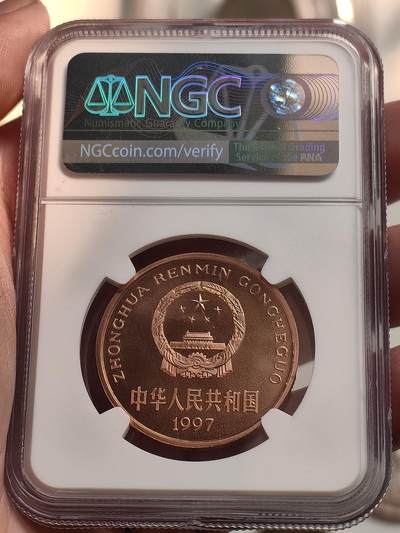 NGC
Numismatic Guaranty Company
NGCcoin.com/verify
The Official Grading
Service of the ANA
ZHONGHUA RENMIN GONGHEGUO
中华人民共和国
1997